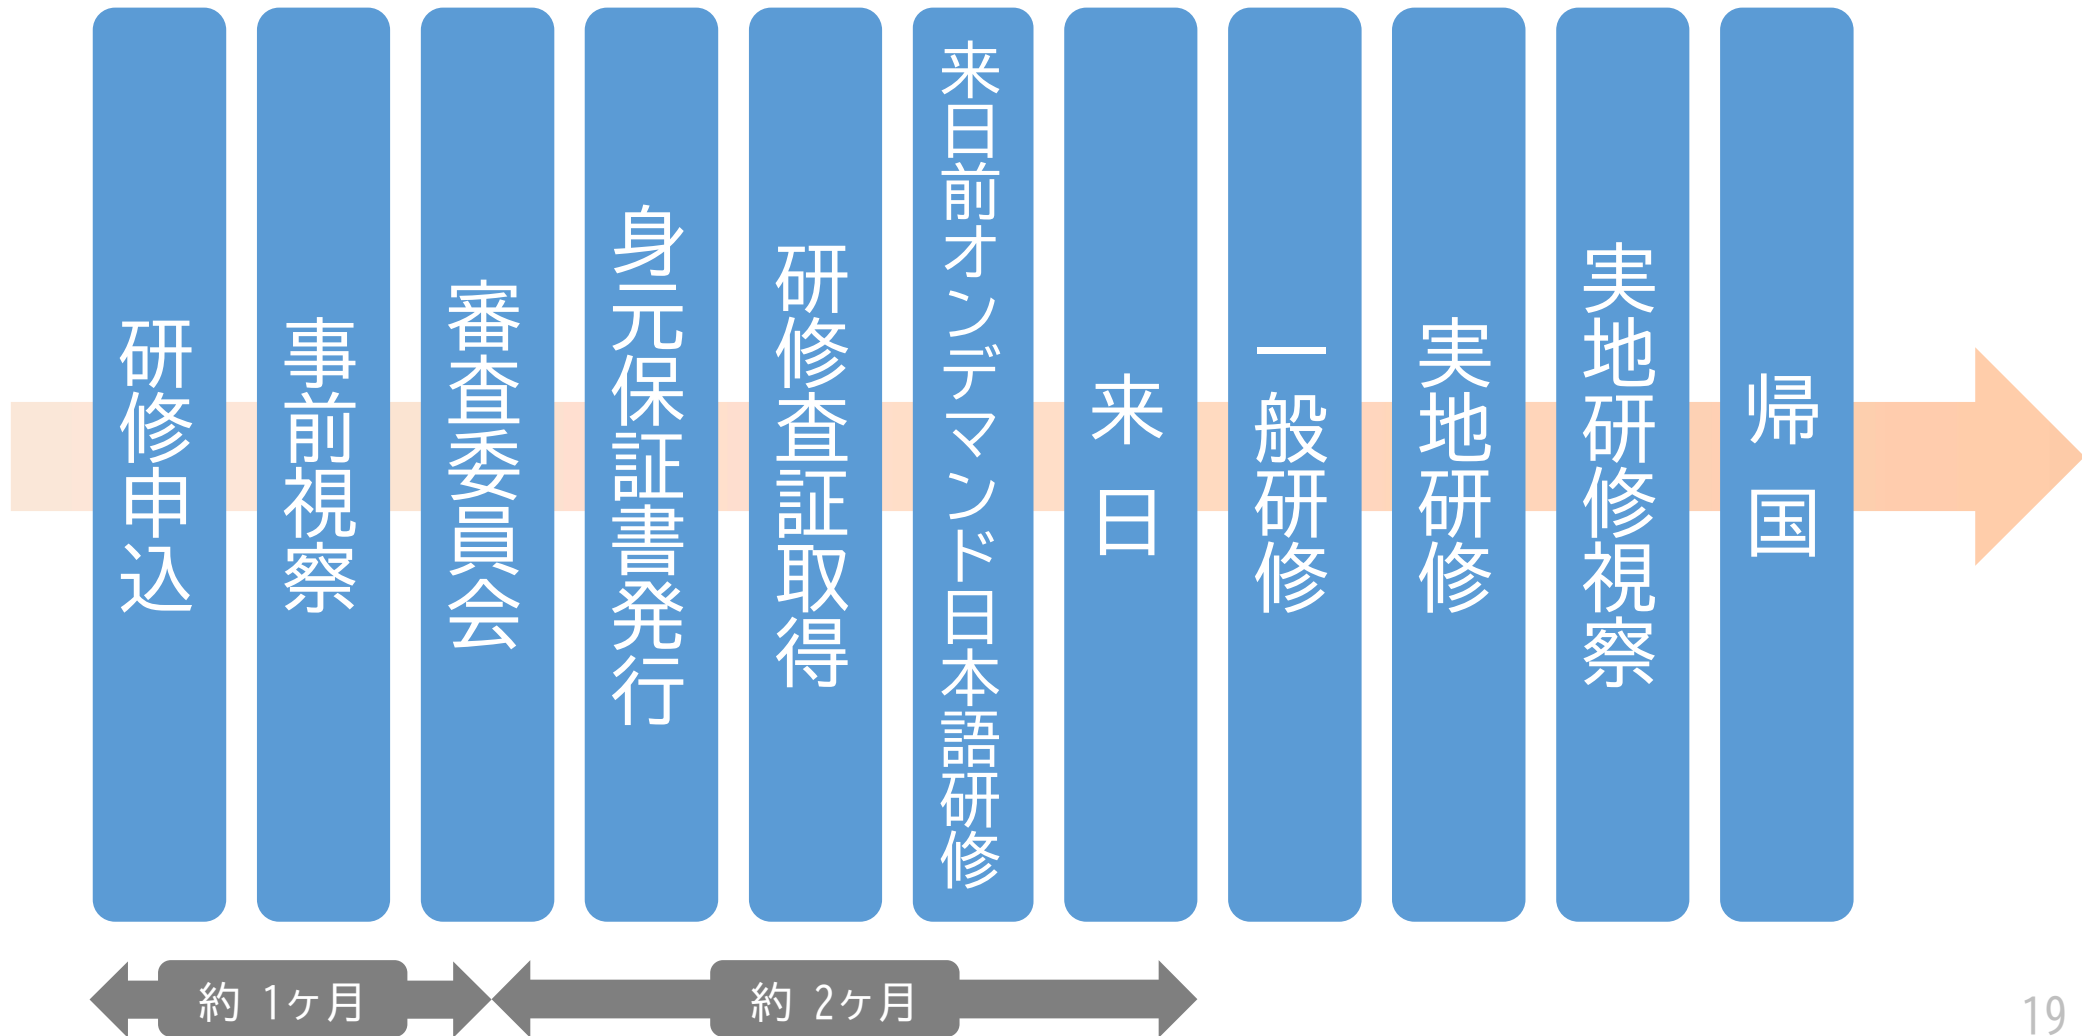 研修申込
事前視察
審査委員会
身元保証書発行
研修査証取得
来日前オンデマンド日本語研修
来日
一般研修
実地研修
実地研修視察
帰国
約 1ヶ月
約 2ヶ月
19